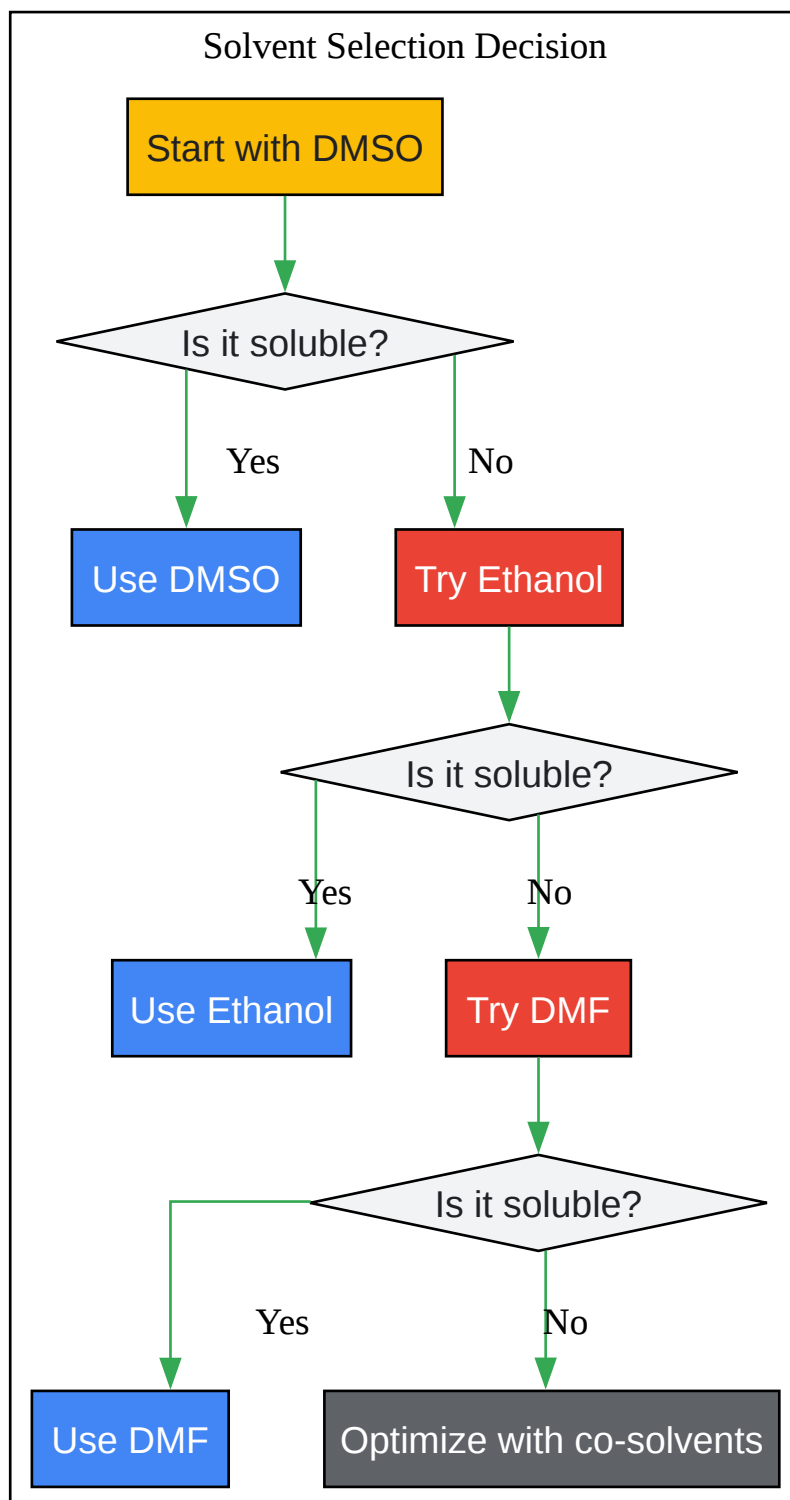 Solvent Selection Decision
Start with DMSO
Is it soluble?
Yes
No
Use DMSO
Try Ethanol
Is it soluble?
Yes
No
Use Ethanol
Try DMF
Is it soluble?
Yes
No
Use DMF
Optimize with co-solvents